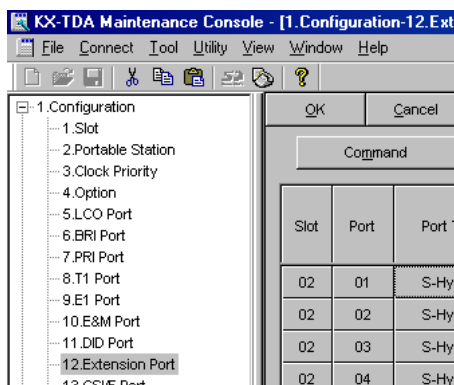 KX-TDA Maintenance Console - [1.Configuration-12.Ext
File Connect Tool Utility View Window Help
1.Configuration
1.Slot
2.Portable Station
3.Clock Priority
4.Option
5.LCO Port
6.BRI Port
7.PRI Port
8.T1 Port
9.E1 Port
10.E&M Port
11.DID Port
12.Extension Port
OK Cancel
Command
Slot Port Port
02 01 S-Hy
02 02 S-Hy
02 03 S-Hy
02 04 S-Hy